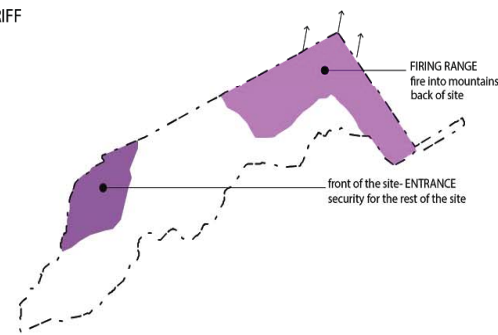 RIFF
FIRING RANGE
fire into mountains
back of site
front of the site- ENTRANCE
security for the rest of the site